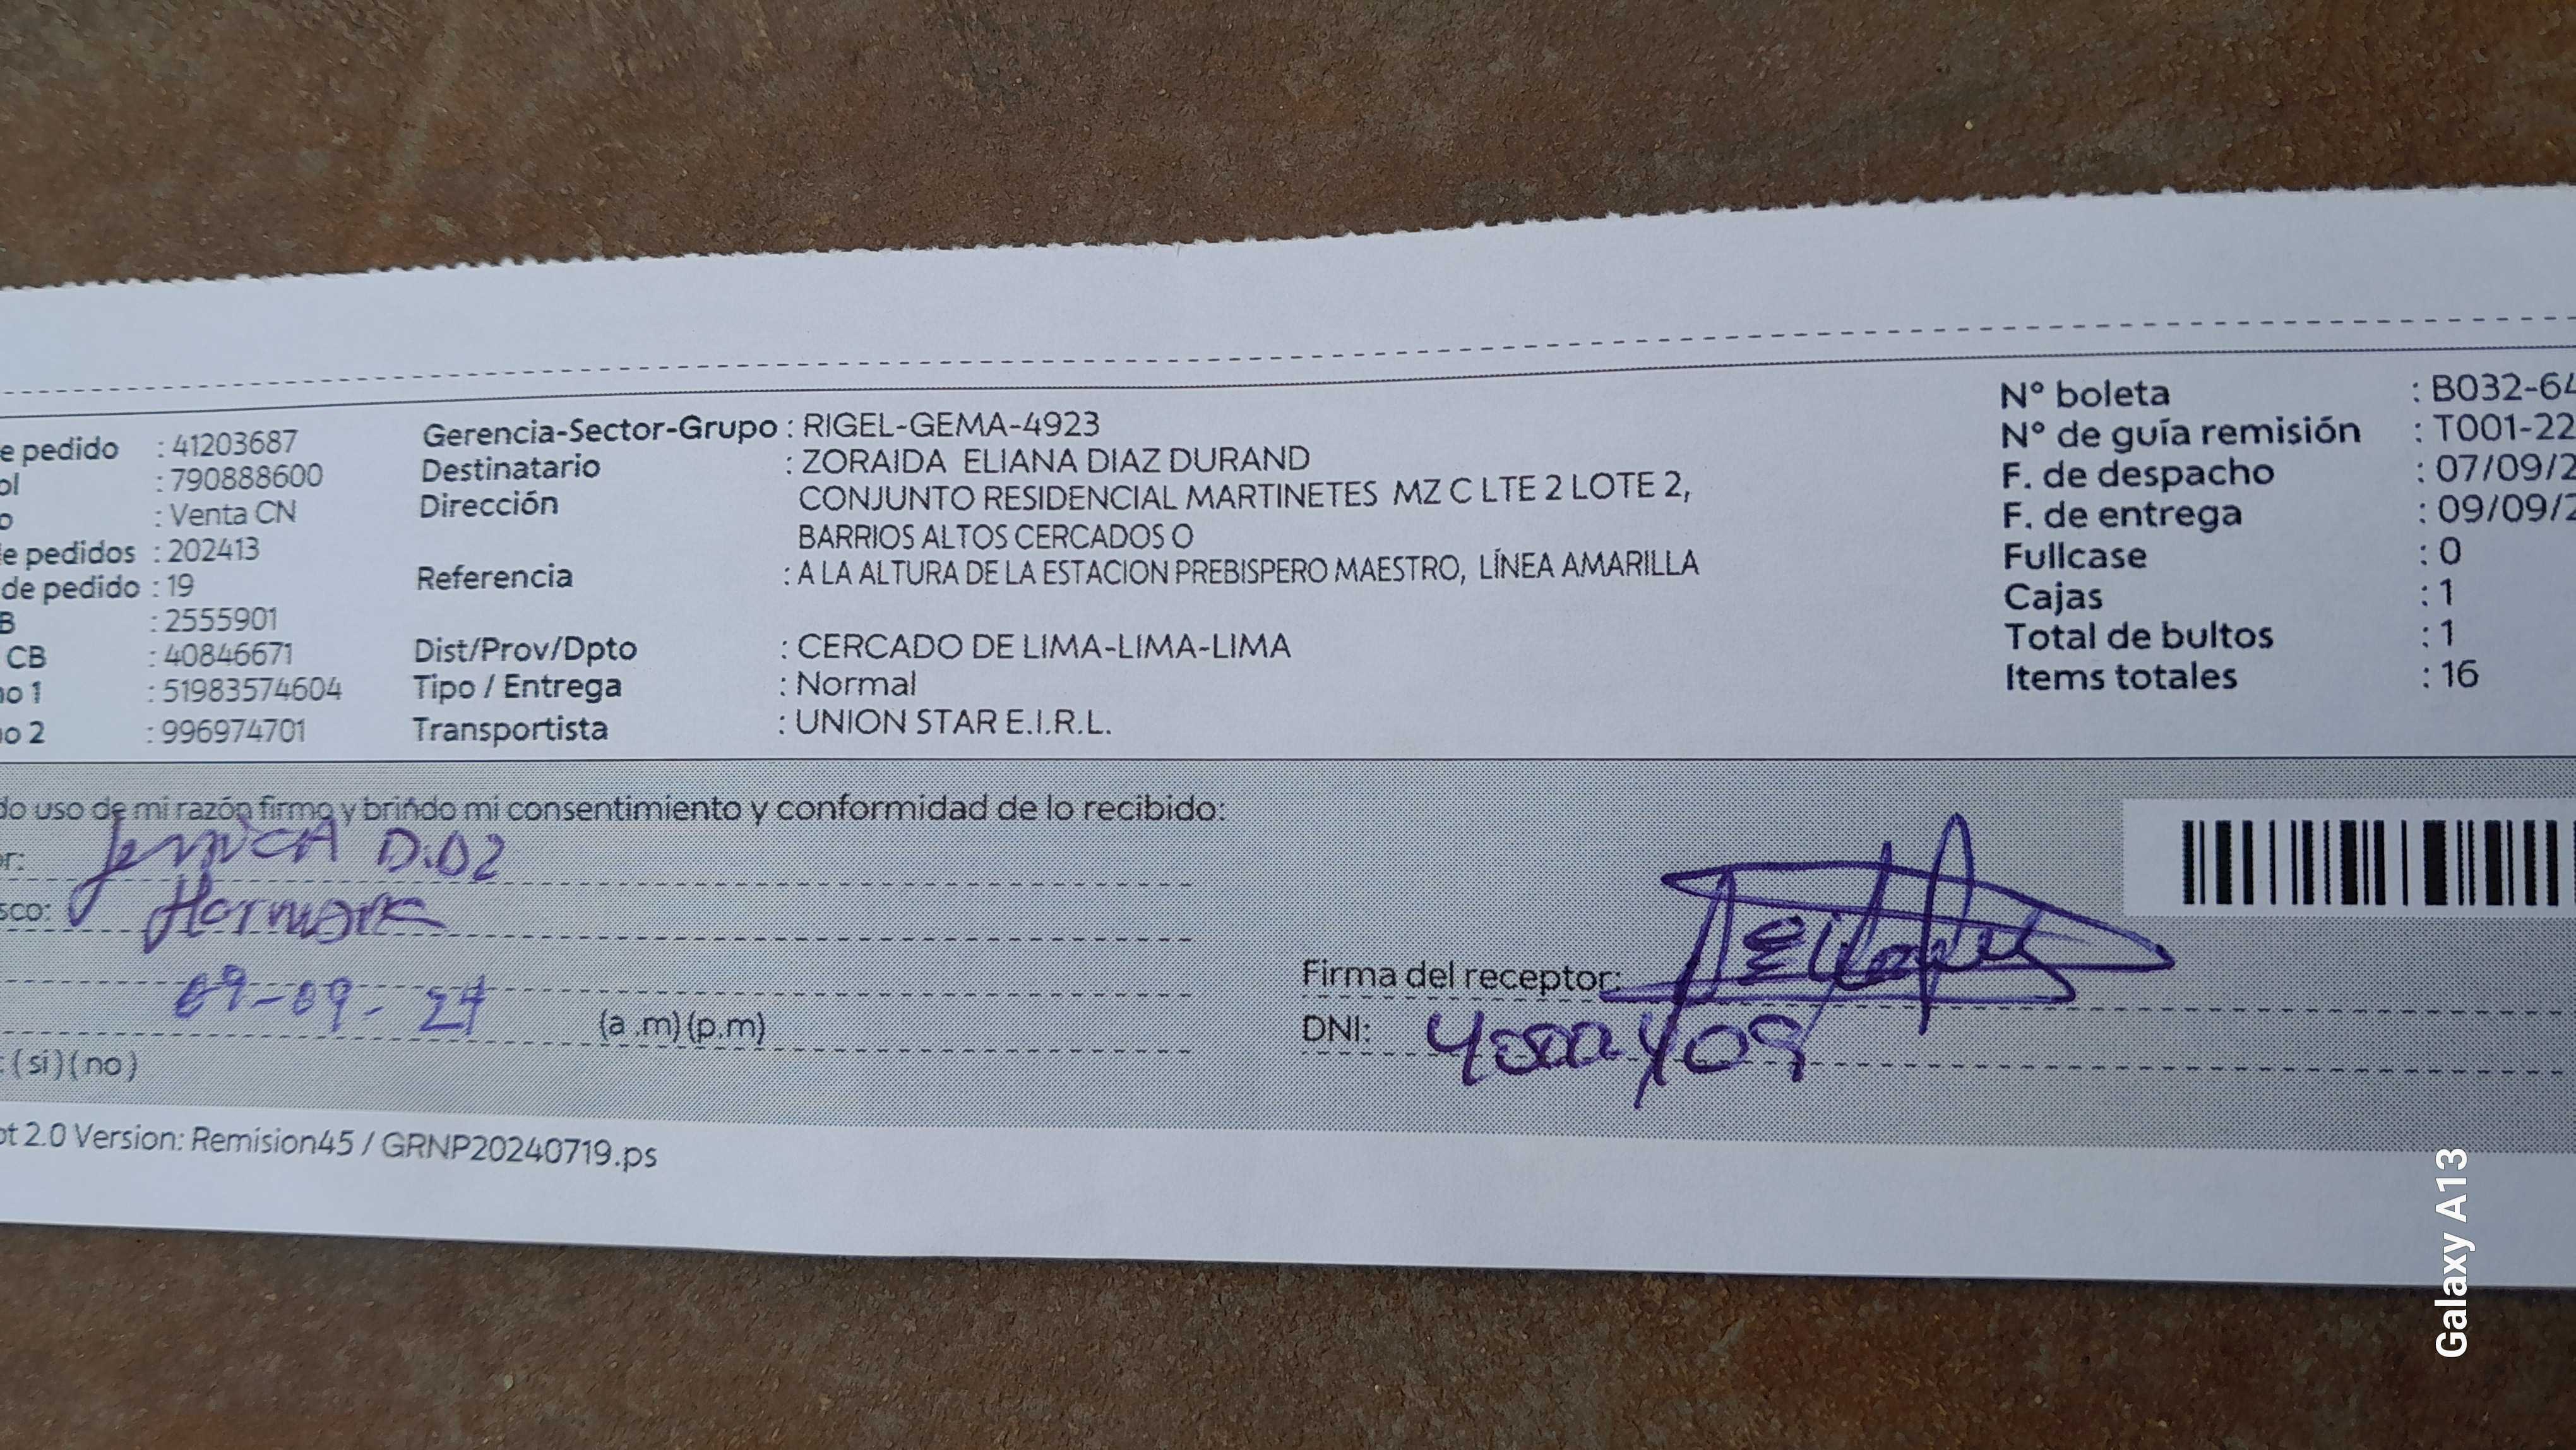 e pedido : 41203687
ol : 790888600
o : Venta CN
e pedidos : 202413
de pedido : 19
B : 2555901
CB : 40846671
no 1 : 51983574604
no 2 : 996974701
Gerencia-Sector-Grupo : RIGEL-GEMA-4923
Destinatario : ZORAIDA ELIANA DIAZ DURAND
Dirección CONJUNTO RESIDENCIAL MARTINETES MZ C LTE 2 LOTE 2,
BARRIOS ALTOS CERCADOS O
Referencia : A LA ALTURA DE LA ESTACION PREBISPERO MAESTRO, LÍNEA AMARILLA
Dist/Prov/Dpto : CERCADO DE LIMA-LIMA-LIMA
Tipo / Entrega : Normal
Transportista : UNION STAR E.I.R.L.
N° boleta : B032-64
N° de guía remisión : T001-22
F. de despacho : 07/09/2
F. de entrega : 09/09/2
Fullcase : 0
Cajas : 1
Total de bultos : 1
Items totales : 16
do uso de mi razón firmo y brindo mi consentimiento y conformidad de lo recibido:
r:
sco: Hermana
09-09-24
(a .m) (p.m)
: ( si ) ( no )
Firma del receptor:
DNI:
ot 2.0 Version: Remision45 / GRNP20240719.ps
Galaxy A13